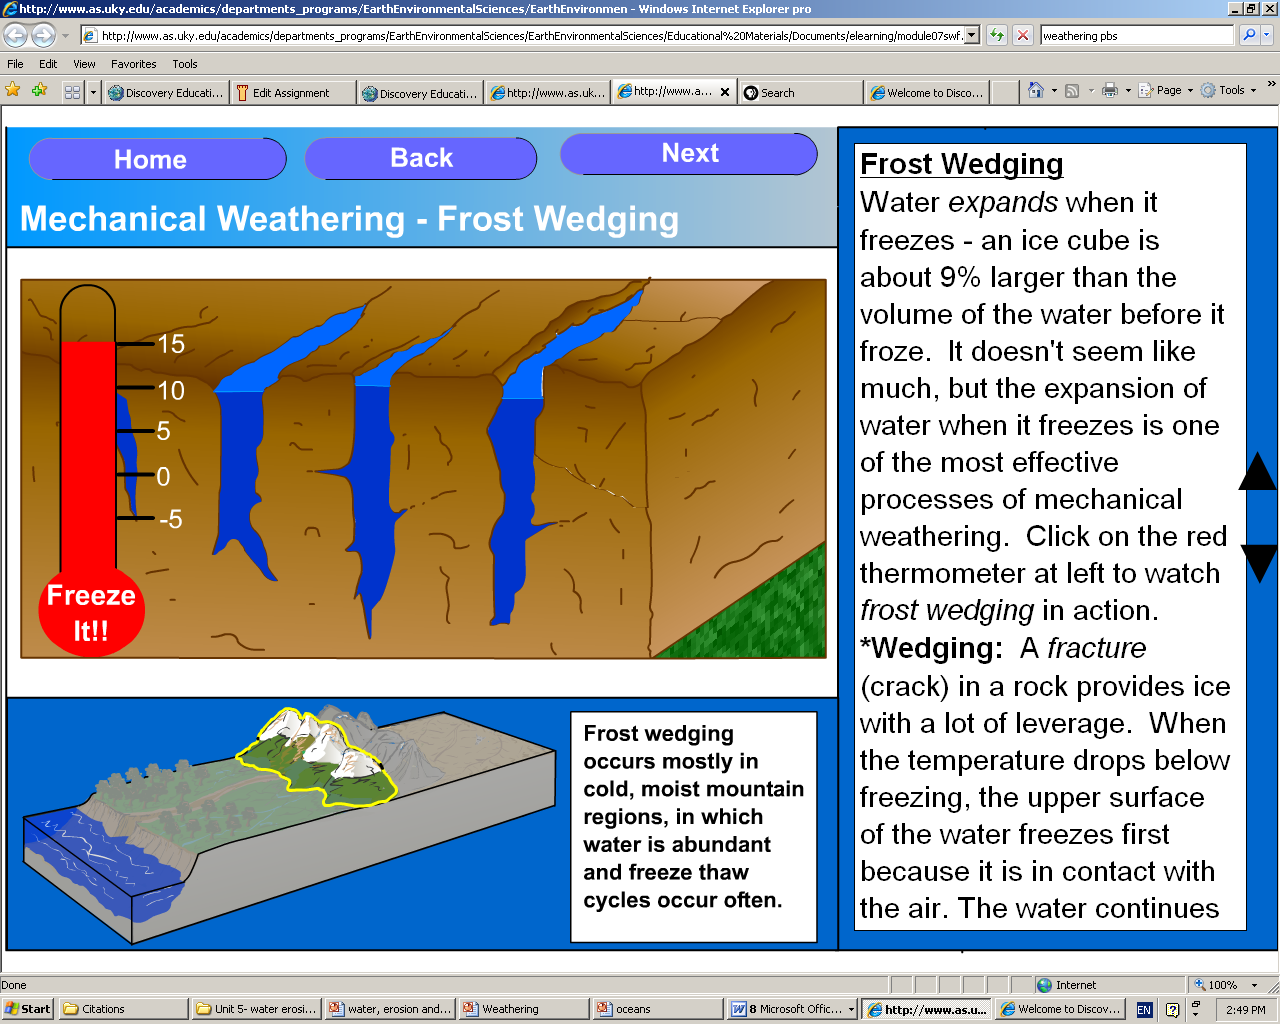 http://www.as.uky.edu/academics/departments_programs/EarthEnvironmentalSciences/EarthEnvironmen - Windows Internet Explorer pro
http://www.as.uky.edu/academics/departments_programs/EarthEnvironmentalSciences/EarthEnvironmentalSciences/Educational%20Materials/Documents/elearning/module07swf.
weathering pbs
File Edit View Favorites Tools
Discovery Educati...
Edit Assignment
Discovery Educati...
http://www.as.uk...
http://www.a...
Search
Welcome to Disco...
Page
Tools
»
Home
Back
Next
Mechanical Weathering - Frost Wedging
15
10
5
0
-5
Freeze
It!!
Frost wedging
occurs mostly in
cold, moist mountain
regions, in which
water is abundant
and freeze thaw
cycles occur often.
Frost Wedging
Water expands when it
freezes - an ice cube is
about 9% larger than the
volume of the water before it
froze. It doesn't seem like
much, but the expansion of
water when it freezes is one
of the most effective
processes of mechanical
weathering. Click on the red
thermometer at left to watch
frost wedging in action.
*Wedging: A fracture
(crack) in a rock provides ice
with a lot of leverage. When
the temperature drops below
freezing, the upper surface
of the water freezes first
because it is in contact with
the air. The water continues
Done
Internet
100%
Start
Citations
Unit 5- water erosi...
water, erosion and...
Weathering
oceans
8 Microsoft Offic...
http://www.as.u...
Welcome to Discov...
EN
2:49 PM